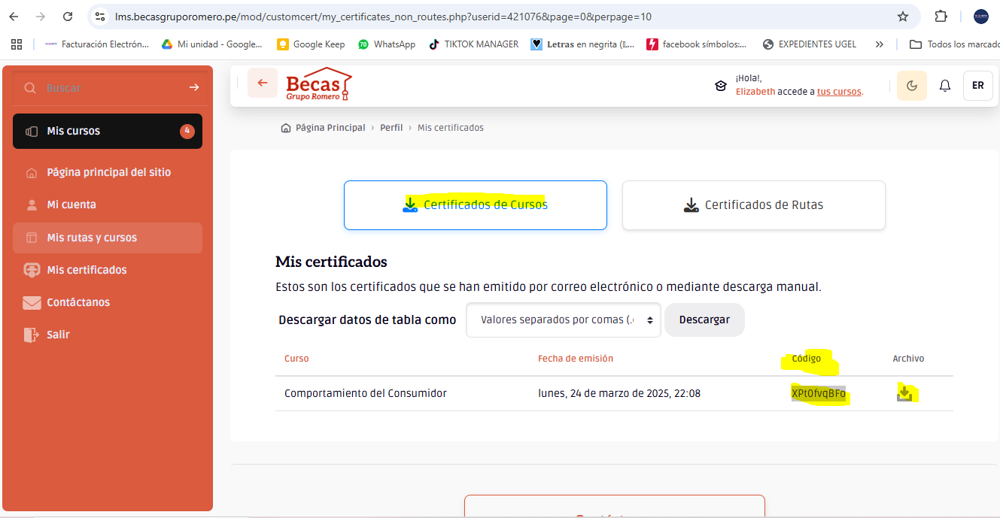 lms.becasgruporomero.pe/mod/customcert/my_certificates_non_routes.php?userid=421076&page=0&perpage=10
Facturación Electrón... Mi unidad - Google... Google Keep 70 WhatsApp TIKTOK MANAGER Letras en negrita (... facebook símbolos:... EXPEDIENTES UGEL » Todos los marcado
Buscar
Mis cursos 4
Página principal del sitio
Mi cuenta
Mis rutas y cursos
Mis certificados
Contáctanos
Salir
Becas
Grupo Romero
¡Hola!,
Elizabeth accede a tus cursos.
ER
Página Principal › Perfil › Mis certificados
Certificados de Cursos
Certificados de Rutas
Mis certificados
Estos son los certificados que se han emitido por correo electrónico o mediante descarga manual.
Descargar datos de tabla como Valores separados por comas (. Descargar
Curso Fecha de emisión Código Archivo
Comportamiento del Consumidor lunes, 24 de marzo de 2025, 22:08 XPtOfvqBFo